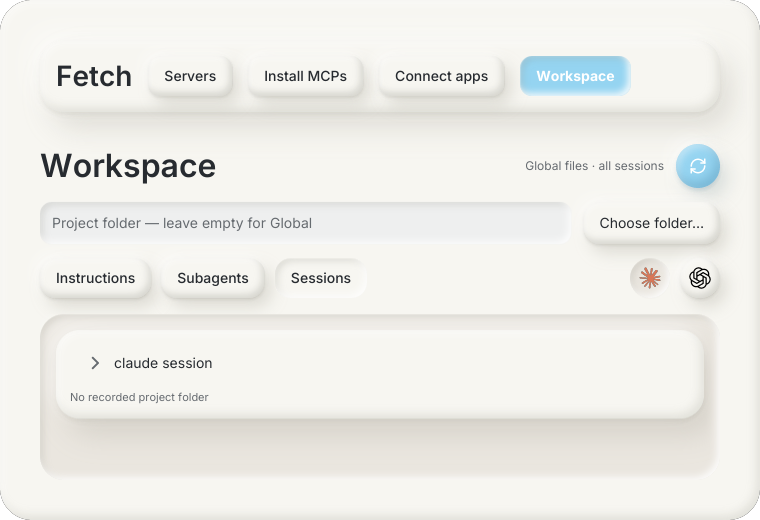 Fetch
Servers
Install MCPs
Connect apps
Workspace
Workspace
Global files · all sessions
Project folder — leave empty for Global
Choose folder...
Instructions
Subagents
Sessions
claude session
No recorded project folder